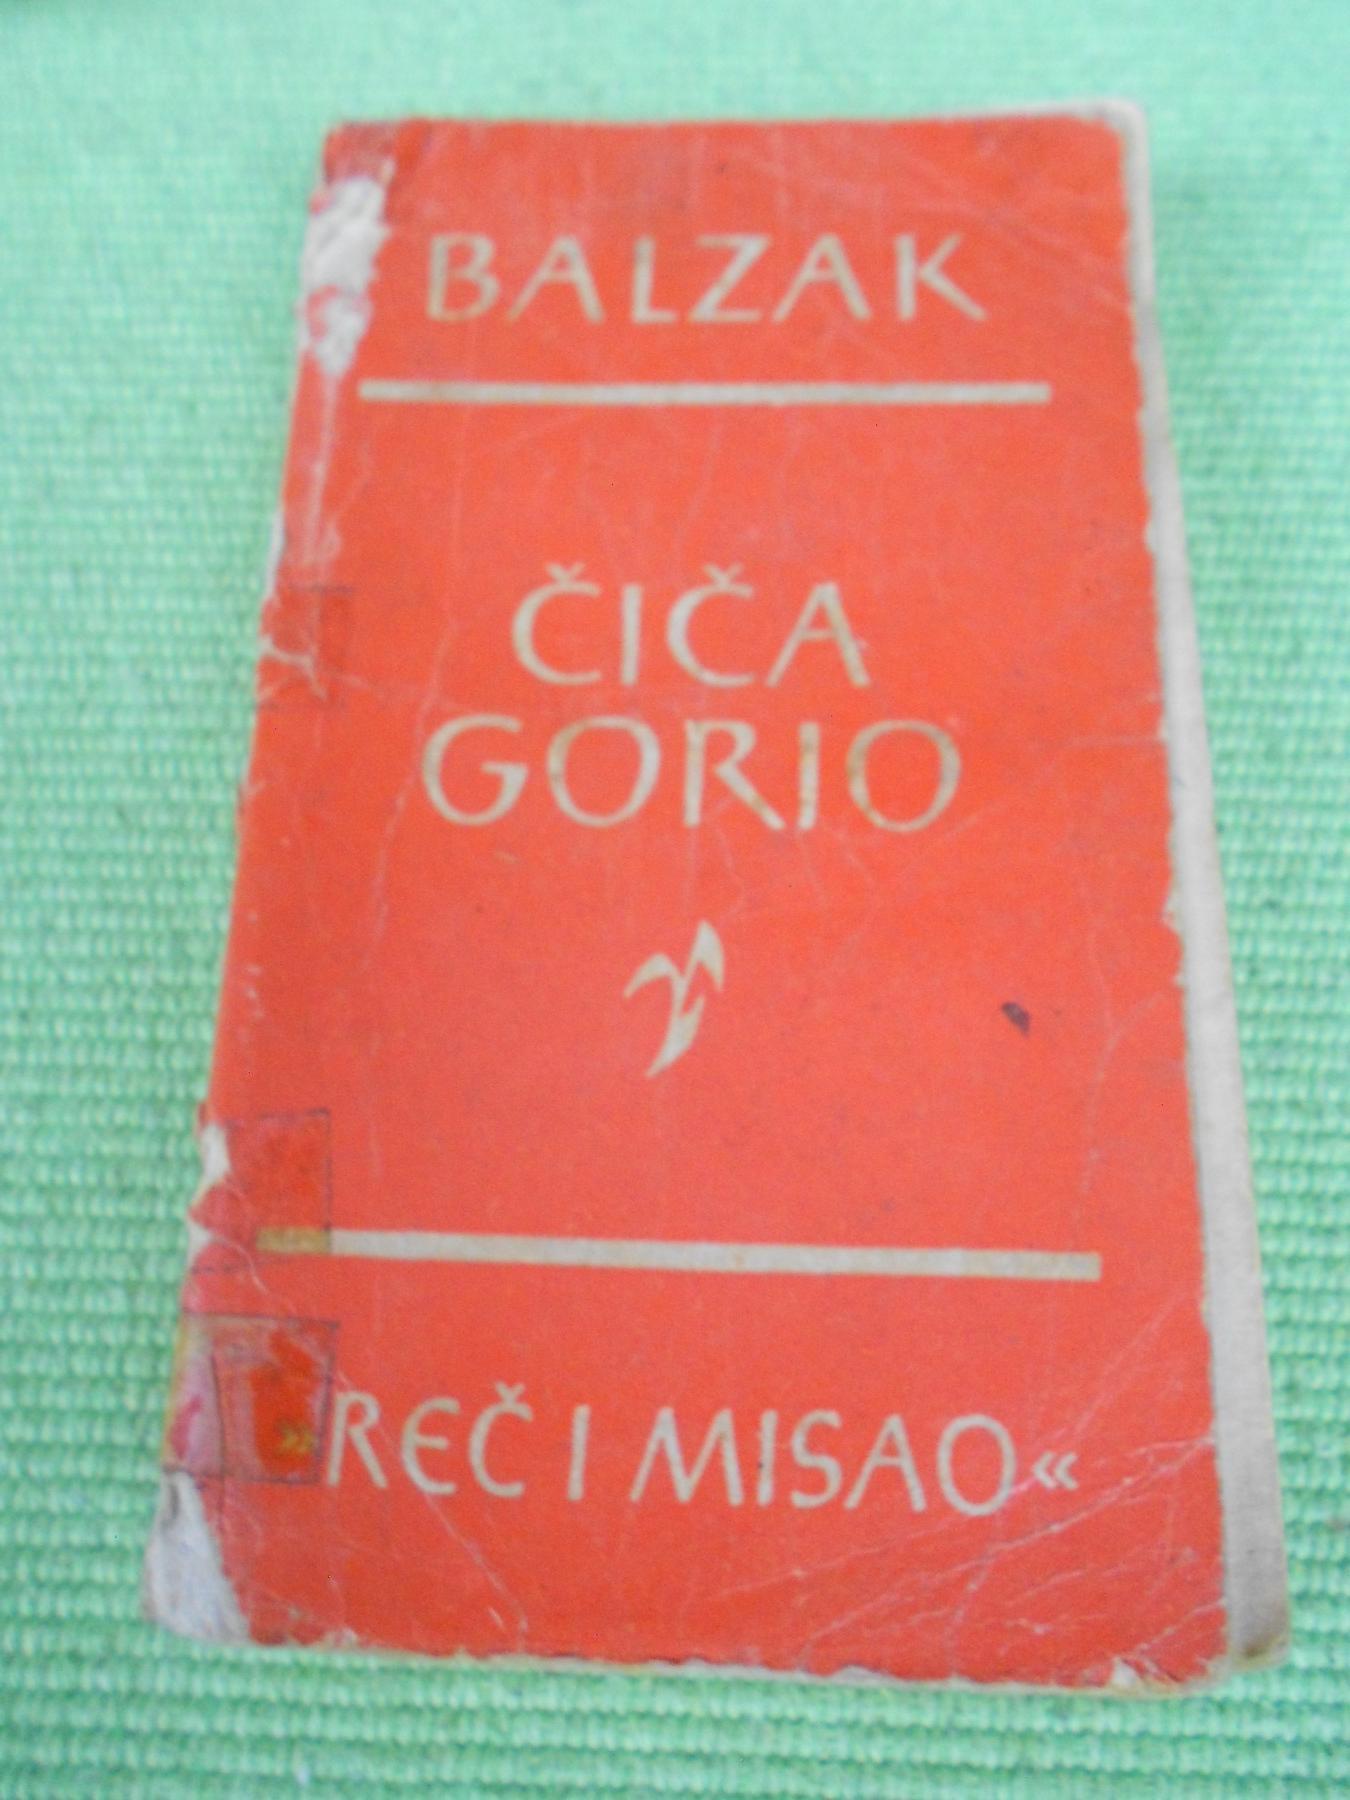 BALZAK
ČIČA
GORIO
»REČ I MISAO«